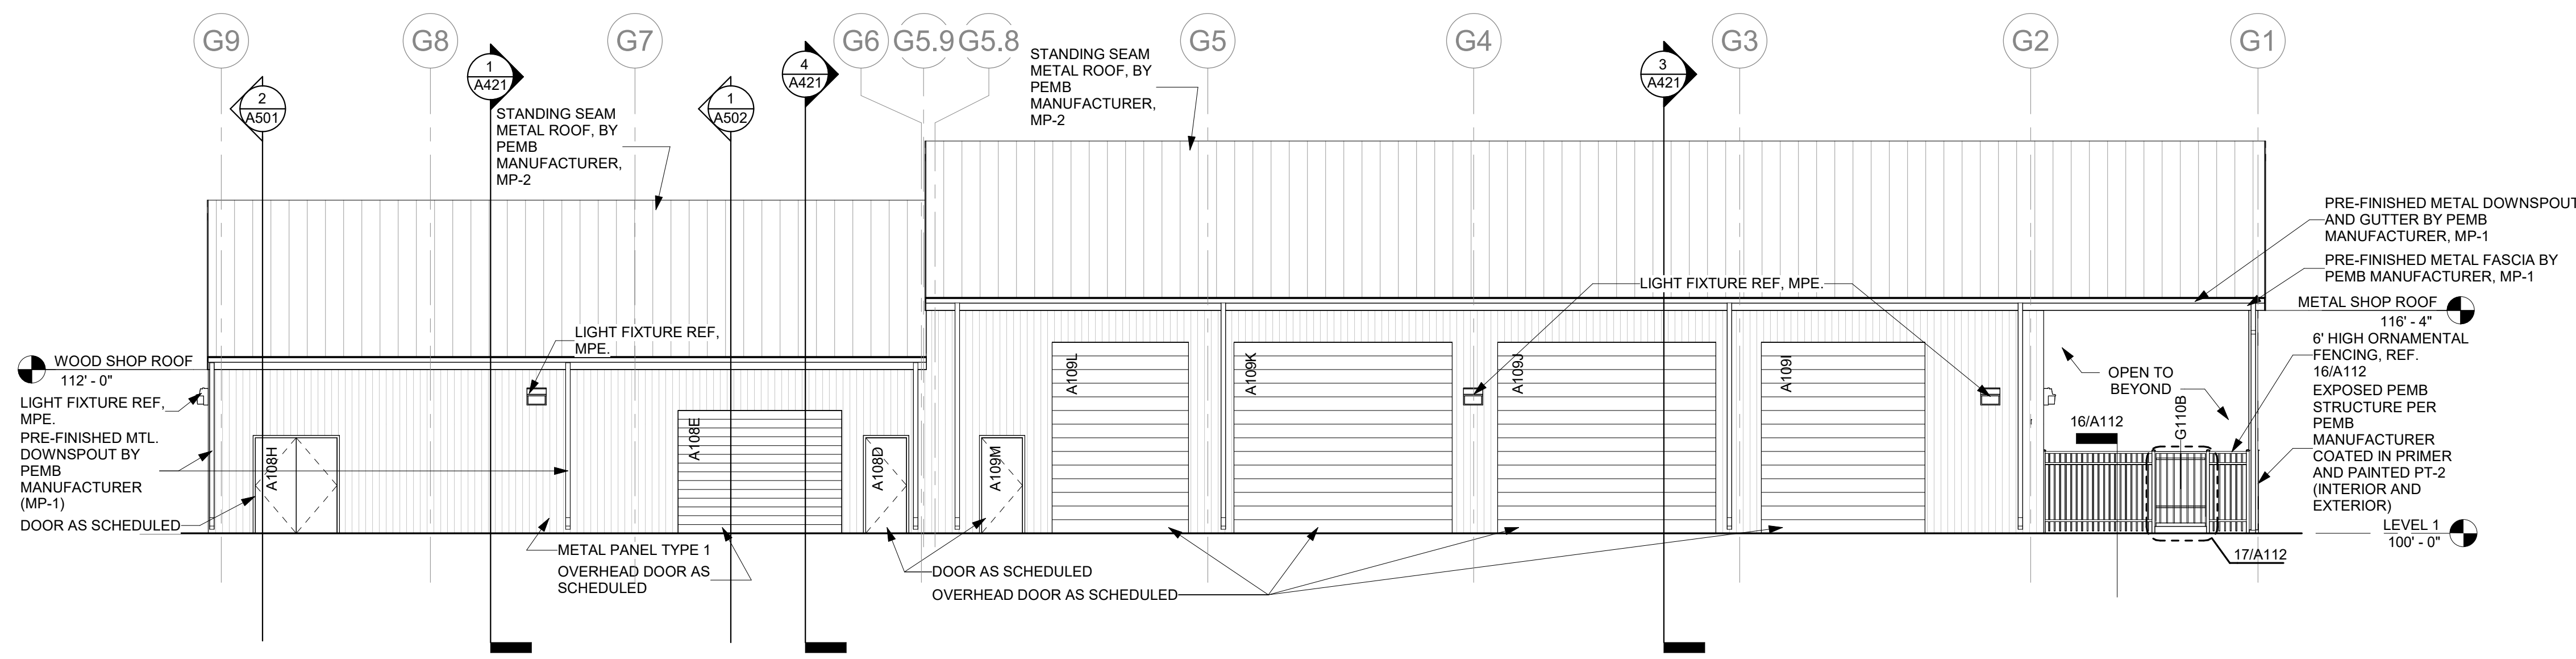 G9
G8
G7
G6
G5.9
G5.8
G5
G4
G3
G2
G1
2
A501
1
A421
1
A502
4
A421
3
A421
STANDING SEAM
METAL ROOF, BY
PEMB
MANUFACTURER,
MP-2
STANDING SEAM
METAL ROOF, BY
PEMB
MANUFACTURER,
MP-2
WOOD SHOP ROOF
112' - 0"
LIGHT FIXTURE REF,
MPE.
PRE-FINISHED MTL.
DOWNSPOUT BY
PEMB
MANUFACTURER
(MP-1)
DOOR AS SCHEDULED
LIGHT FIXTURE REF,
MPE.
A108H
A108E
A108D
A109M
A109L
A109K
A109J
A109I
LIGHT FIXTURE REF, MPE.
METAL PANEL TYPE 1
OVERHEAD DOOR AS
SCHEDULED
DOOR AS SCHEDULED
OVERHEAD DOOR AS SCHEDULED
OPEN TO
BEYOND
16/A112
G110B
17/A112
PRE-FINISHED METAL DOWNSPOUT
AND GUTTER BY PEMB
MANUFACTURER, MP-1
PRE-FINISHED METAL FASCIA BY
PEMB MANUFACTURER, MP-1
METAL SHOP ROOF
116' - 4"
6' HIGH ORNAMENTAL
FENCING, REF.
16/A112
EXPOSED PEMB
STRUCTURE PER
PEMB
MANUFACTURER
COATED IN PRIMER
AND PAINTED PT-2
(INTERIOR AND
EXTERIOR)
LEVEL 1
100' - 0"